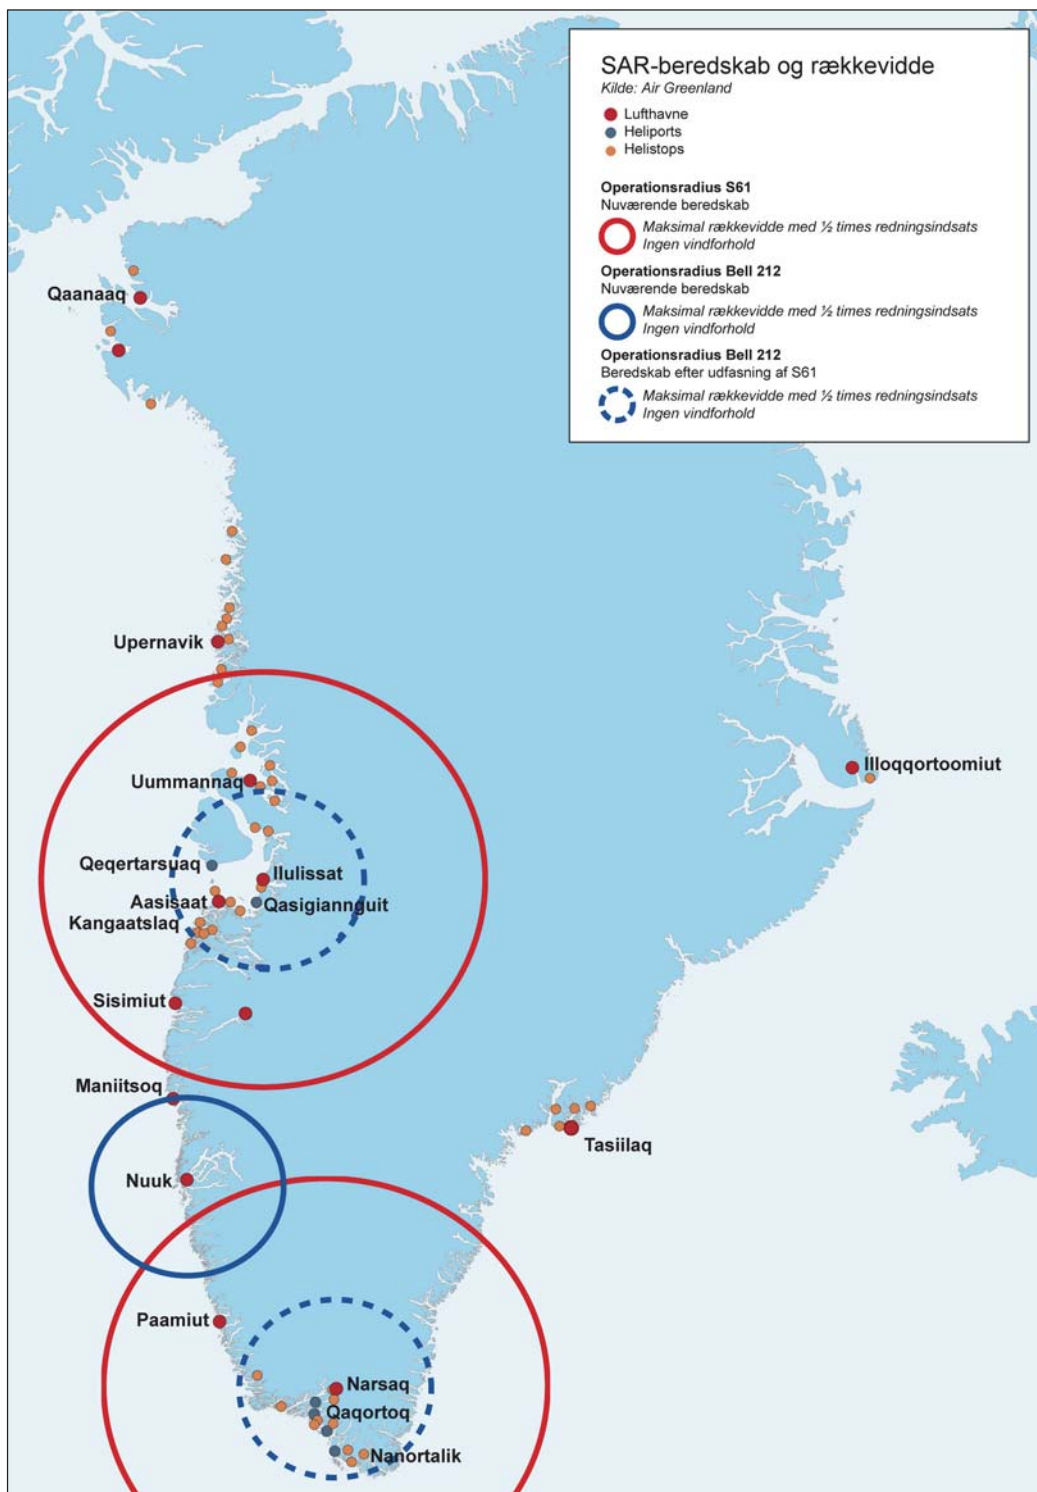 SAR-beredskab og rækkevidde
Kilde: Air Greenland
Lufthavne
Heliports
Helistops
Operationsradius S61
Nuværende beredskab
Maksimal rækkevidde med ½ times redningsindsats
Ingen vindforhold
Operationsradius Bell 212
Nuværende beredskab
Maksimal rækkevidde med ½ times redningsindsats
Ingen vindforhold
Operationsradius Bell 212
Beredskab efter udfasning af S61
Maksimal rækkevidde med ½ times redningsindsats
Ingen vindforhold
Qaanaaq
Upernavik
Illoqqortoomiut
Uummannaq
Qeqertarsuaq
Ilulissat
Aasisaat
Qasigiannguit
Kangaatslaq
Sisimiut
Maniitsoq
Tasiilaq
Nuuk
Paamiut
Narsaq
Qaqortoq
Nanortalik